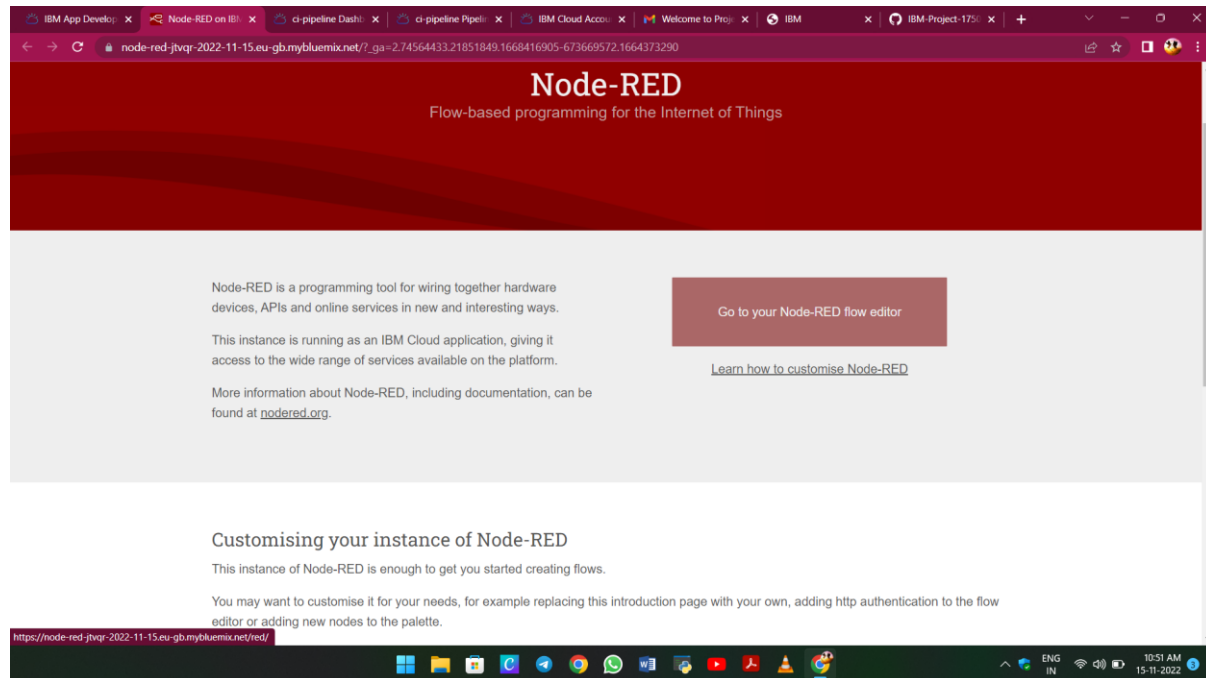 IBM App Develop
Node-RED on IBM
ci-pipeline Dashb
ci-pipeline Pipelin
IBM Cloud Accou
Welcome to Proje
IBM
IBM-Project-1750
node-red-jtvqr-2022-11-15.eu-gb.mybluemix.net/?_ga=2.74564433.21851849.1668416905-673669572.1664373290
Node-RED
Flow-based programming for the Internet of Things
Node-RED is a programming tool for wiring together hardware
devices, APIs and online services in new and interesting ways.
This instance is running as an IBM Cloud application, giving it
access to the wide range of services available on the platform.
More information about Node-RED, including documentation, can be
found at nodered.org.
Go to your Node-RED flow editor
Learn how to customise Node-RED
Customising your instance of Node-RED
This instance of Node-RED is enough to get you started creating flows.
You may want to customise it for your needs, for example replacing this introduction page with your own, adding http authentication to the flow
editor or adding new nodes to the palette.
https://node-red-jtvqr-2022-11-15.eu-gb.mybluemix.net/red/
ENG
IN
10:51 AM
15-11-2022
3